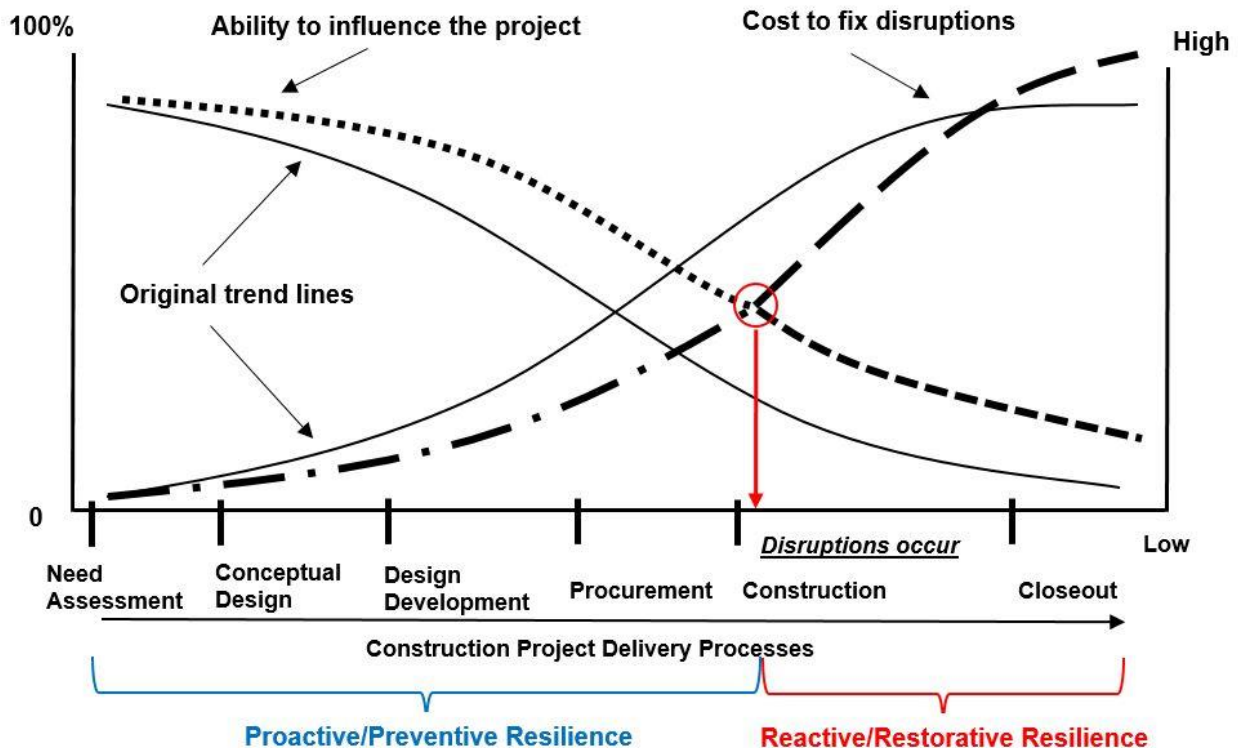 100%
Ability to influence the project
Cost to fix disruptions
High
Original trend lines
0
Disruptions occur
Low
Need
Assessment
Conceptual
Design
Design
Development
Procurement
Construction
Closeout
Construction Project Delivery Processes
Proactive/Preventive Resilience
Reactive/Restorative Resilience